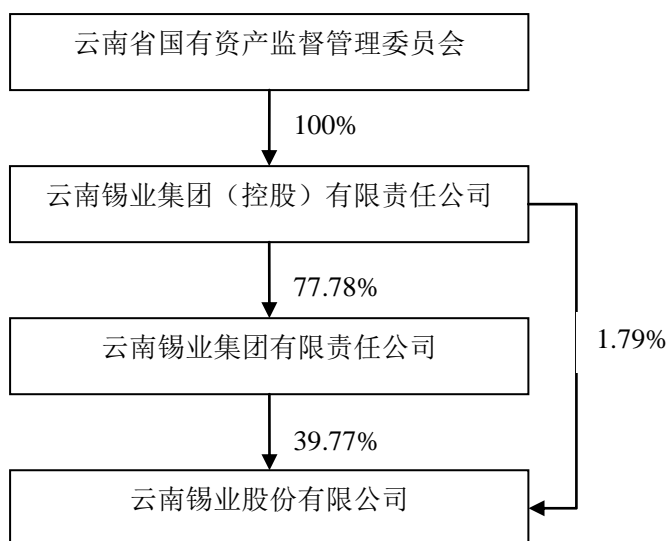 云南省国有资产监督管理委员会
100%
云南锡业集团（控股）有限责任公司
77.78%
云南锡业集团有限责任公司
1.79%
39.77%
云南锡业股份有限公司